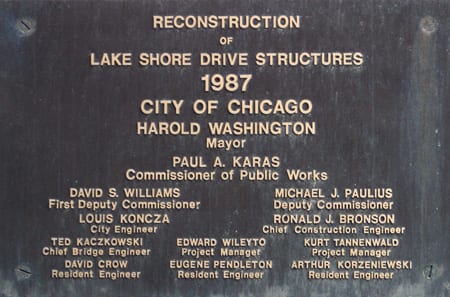 RECONSTRUCTION
OF
LAKE SHORE DRIVE STRUCTURES
1987
CITY OF CHICAGO
HAROLD WASHINGTON
Mayor
PAUL A. KARAS
Commissioner of Public Works
DAVID S. WILLIAMS MICHAEL J. PAULIUS
First Deputy Commissioner Deputy Commissioner
LOUIS KONCZA RONALD J. BRONSON
City Engineer Chief Construction Engineer
TED KACZKOWSKI EDWARD WILEYTO KURT TANNENWALD
Chief Bridge Engineer Project Manager Project Manager
DAVID CROW EUGENE PENDLETON ARTHUR KORZENIEWSKI
Resident Engineer Resident Engineer Resident Engineer